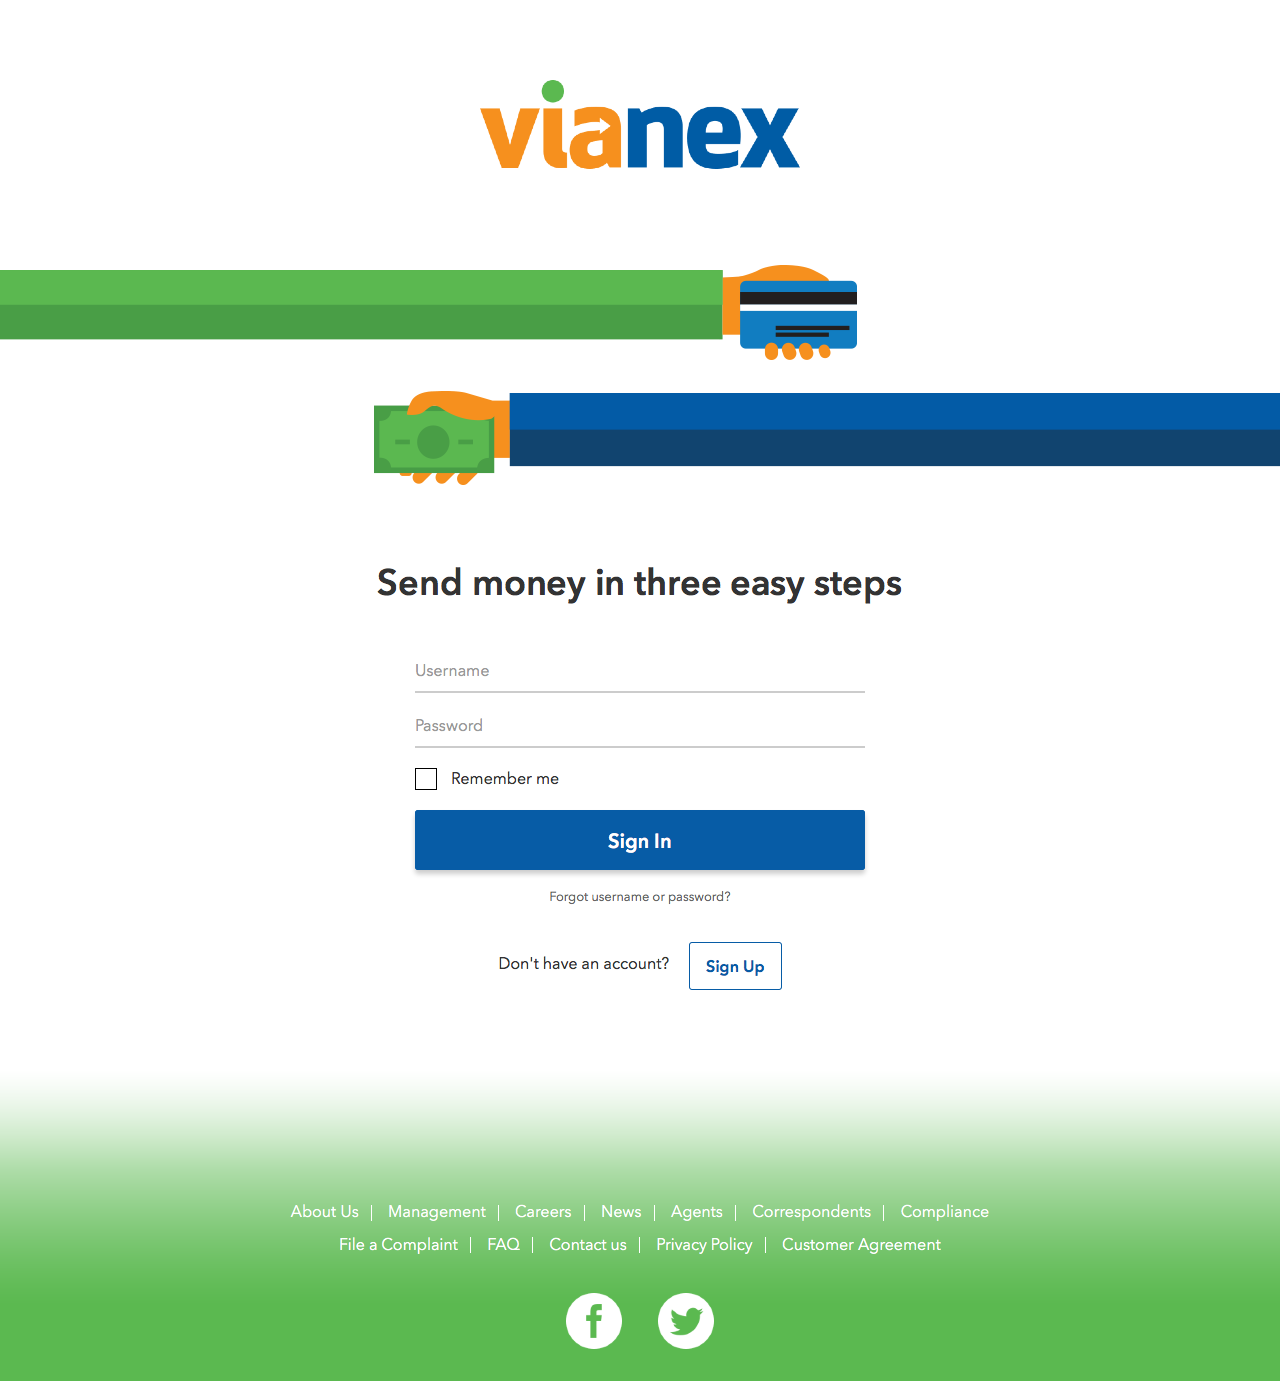 vianex
Send money in three easy steps
Username
Password
Remember me
Sign In
Forgot username or password?
Don't have an account? Sign Up
About Us | Management | Careers | News | Agents | Correspondents | Compliance
File a Complaint | FAQ | Contact us | Privacy Policy | Customer Agreement